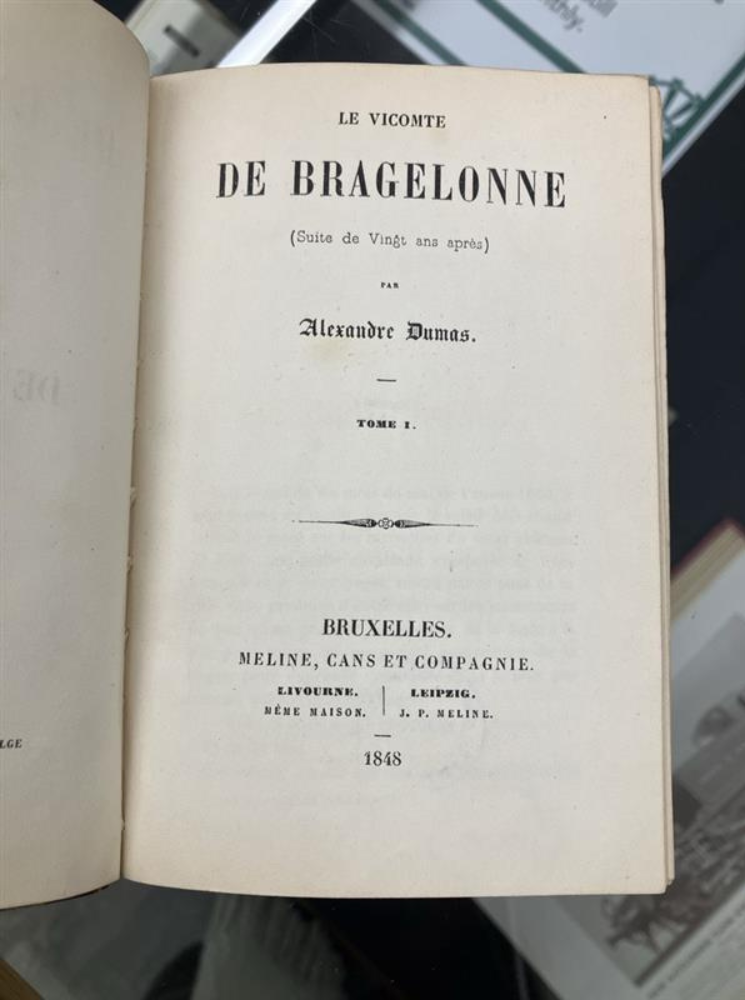 LE VICOMTE
DE BRAGELONNE
(Suite de Vingt ans après)
PAR
Alexandre Dumas.
TOME I.
BRUXELLES.
MELINE, CANS ET COMPAGNIE.
LIVOURNE.
MÊME MAISON.
LEIPZIG.
J. P. MELINE.
1848
LGE